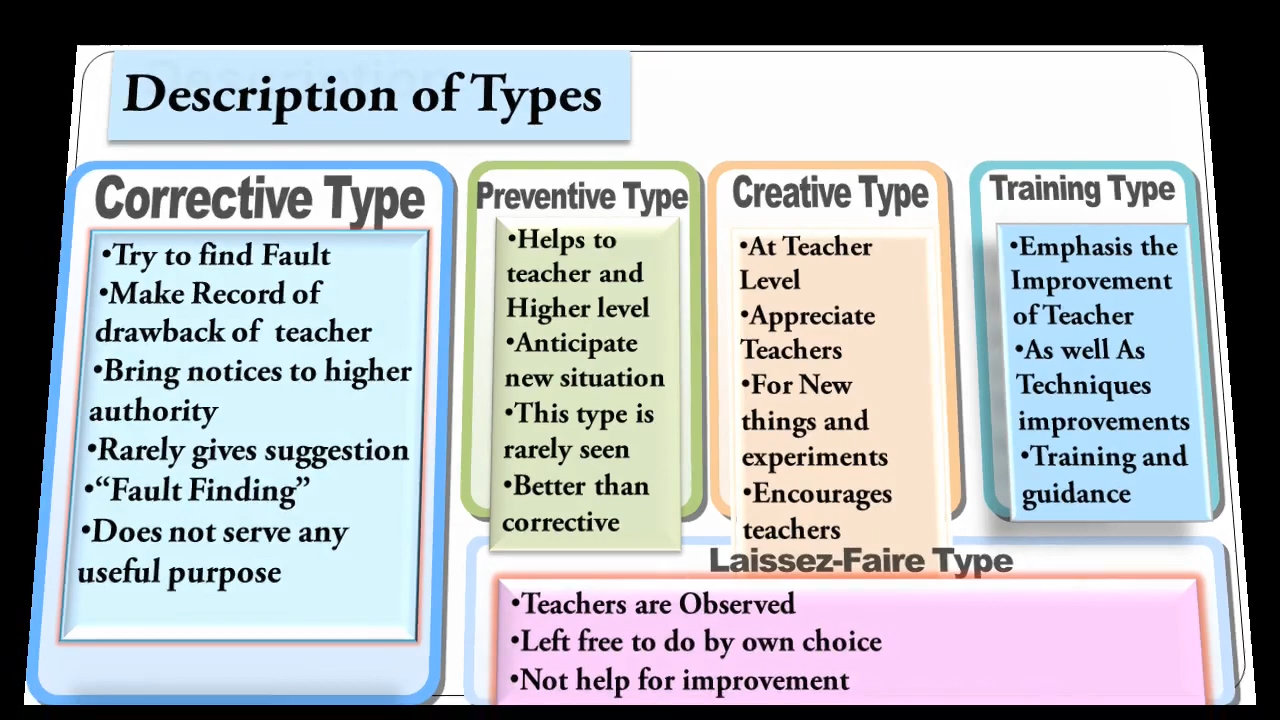 Description of Types
Corrective Type
•Try to find Fault
•Make Record of
drawback of teacher
•Bring notices to higher
authority
•Rarely gives suggestion
•“Fault Finding”
•Does not serve any
useful purpose
Preventive Type
•Helps to
teacher and
Higher level
•Anticipate
new situation
•This type is
rarely seen
•Better than
corrective
Creative Type
•At Teacher
Level
•Appreciate
Teachers
•For New
things and
experiments
•Encourages
teachers
Training Type
•Emphasis the
Improvement
of Teacher
•As well As
Techniques
improvements
•Training and
guidance
Laissez-Faire Type
•Teachers are Observed
•Left free to do by own choice
•Not help for improvement